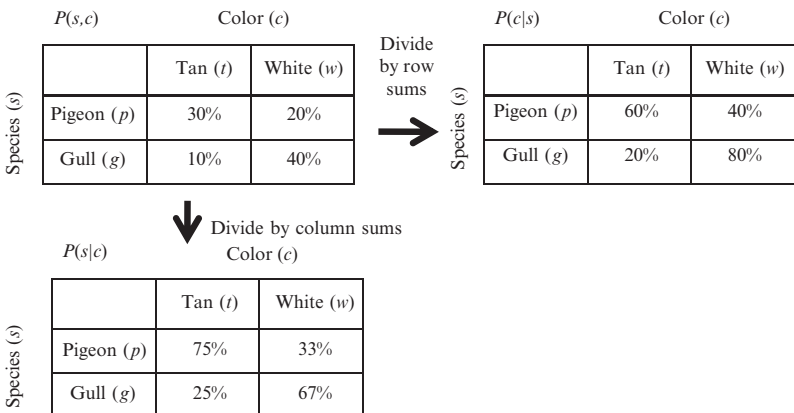 P(s,c)
Color (c)
Species (s)
Tan (t) White (w)
Pigeon (p) 30% 20%
Gull (g) 10% 40%
Divide
by row
sums
P(c|s)
Color (c)
Species (s)
Tan (t) White (w)
Pigeon (p) 60% 40%
Gull (g) 20% 80%
Divide by column sums
P(s|c)
Color (c)
Species (s)
Tan (t) White (w)
Pigeon (p) 75% 33%
Gull (g) 25% 67%